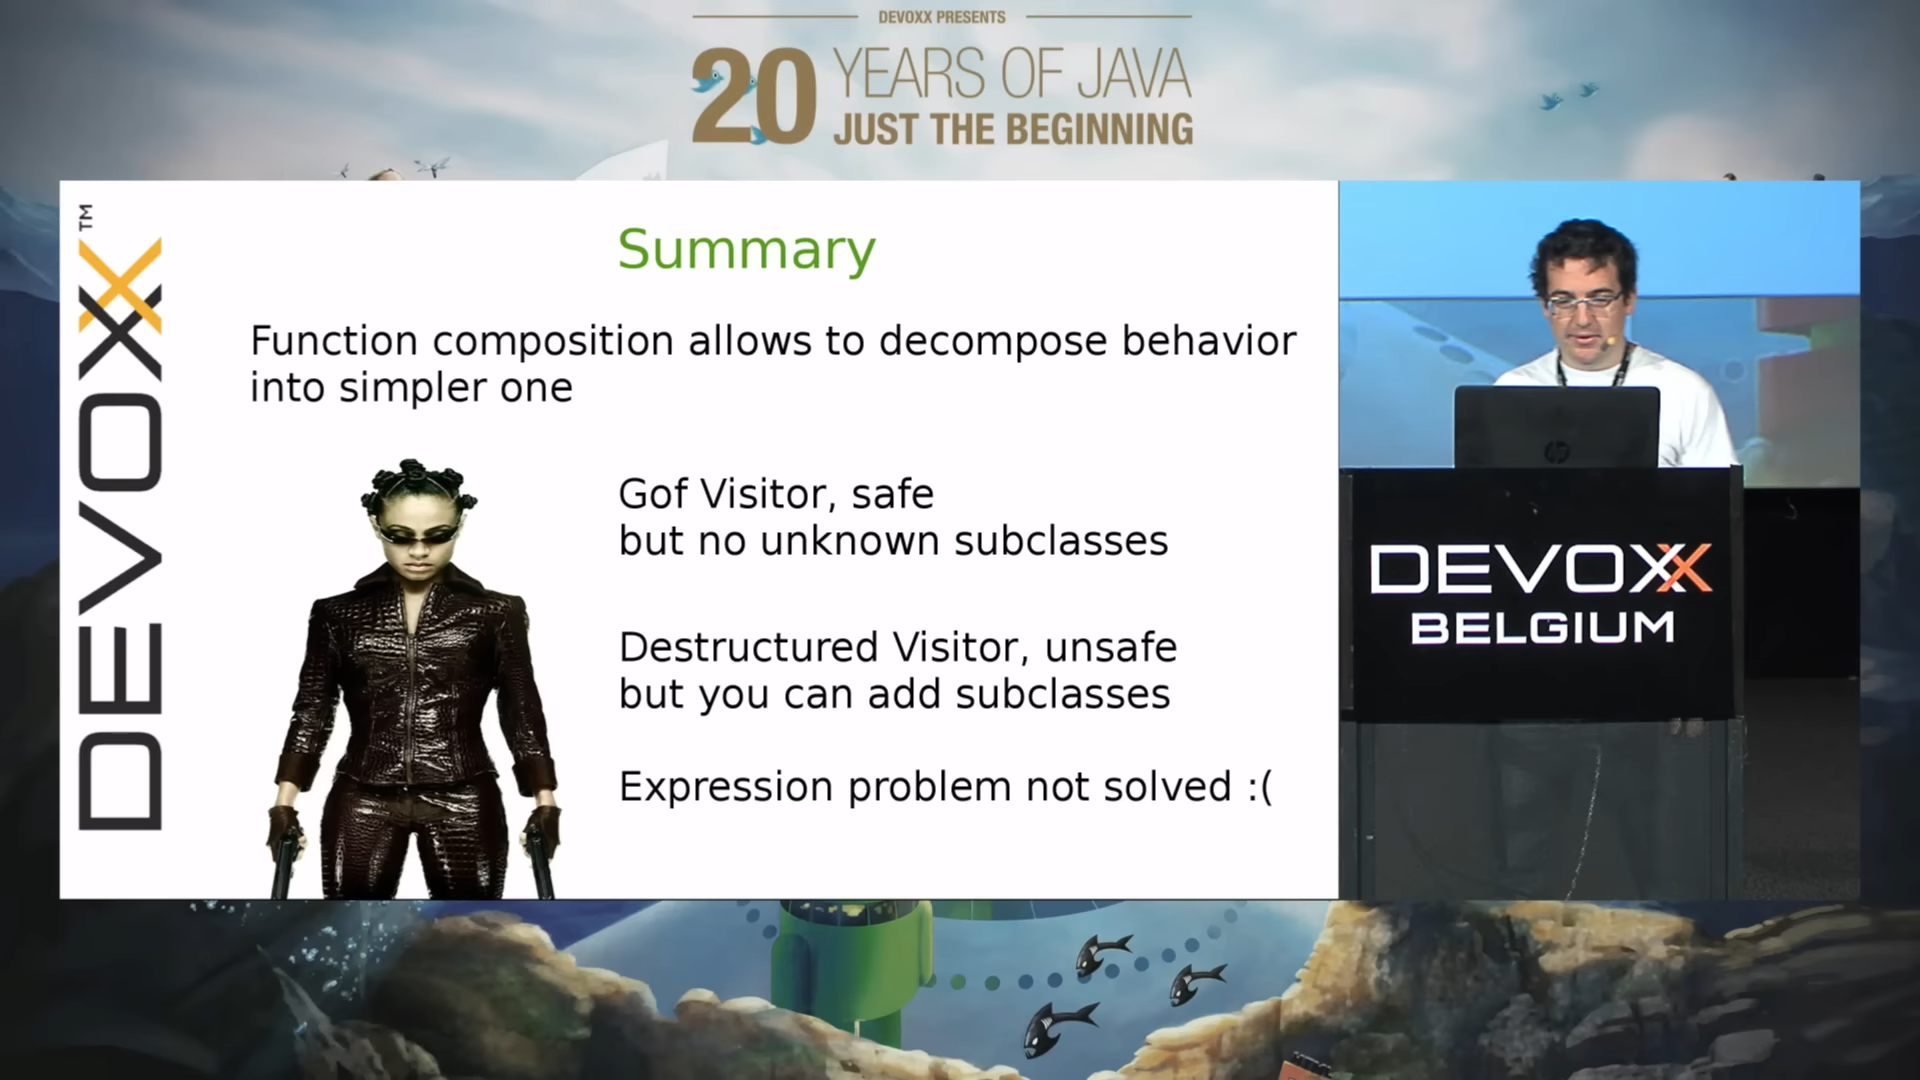 DEVOXX PRESENTS
20 YEARS OF JAVA
JUST THE BEGINNING
DEVOXX™
Summary
Function composition allows to decompose behavior
into simpler one
Gof Visitor, safe
but no unknown subclasses
Destructured Visitor, unsafe
but you can add subclasses
Expression problem not solved :(
hp
DEVOXX
BELGIUM